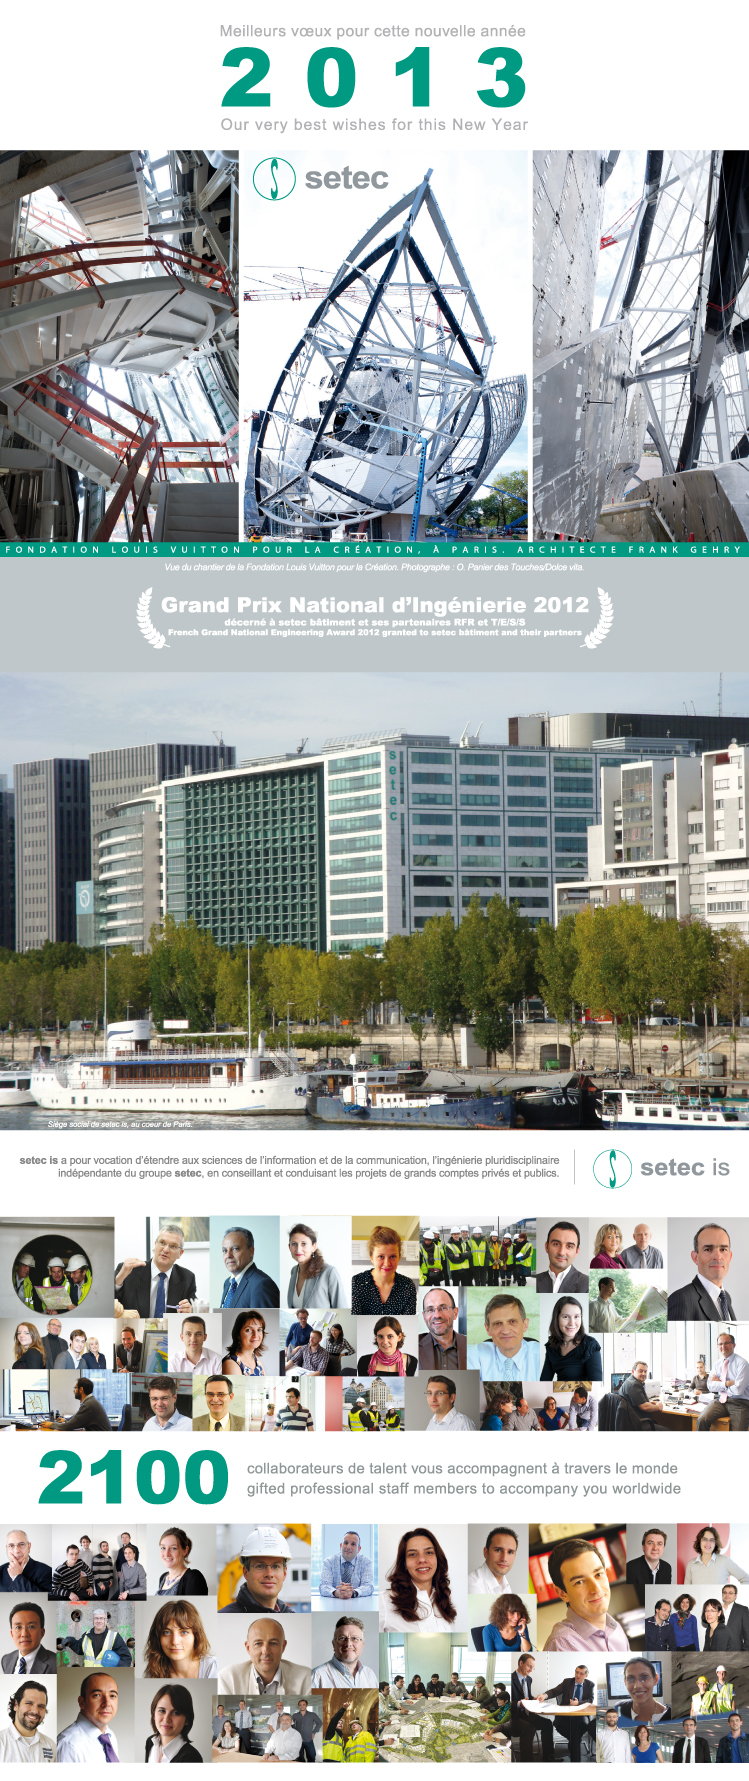 Meilleurs vœux pour cette nouvelle année
2013
Our very best wishes for this New Year
setec
FONDATION LOUIS VUITTON POUR LA CRÉATION, À PARIS. ARCHITECTE FRANK GEHRY
Vue du chantier de la Fondation Louis Vuitton pour la Création. Photographe : O. Panier des Touches/Dolce vita.
Grand Prix National d'Ingénierie 2012
décerné à setec bâtiment et ses partenaires RFR et T/E/S/S
French Grand National Engineering Award 2012 granted to setec bâtiment and their partners
setec
Siège social de setec is, au coeur de Paris.
setec is a pour vocation d'étendre aux sciences de l'information et de la communication, l'ingénierie pluridisciplinaire
indépendante du groupe setec, en conseillant et conduisant les projets de grands comptes privés et publics.
setec is
2100
collaborateurs de talent vous accompagnent à travers le monde
gifted professional staff members to accompany you worldwide